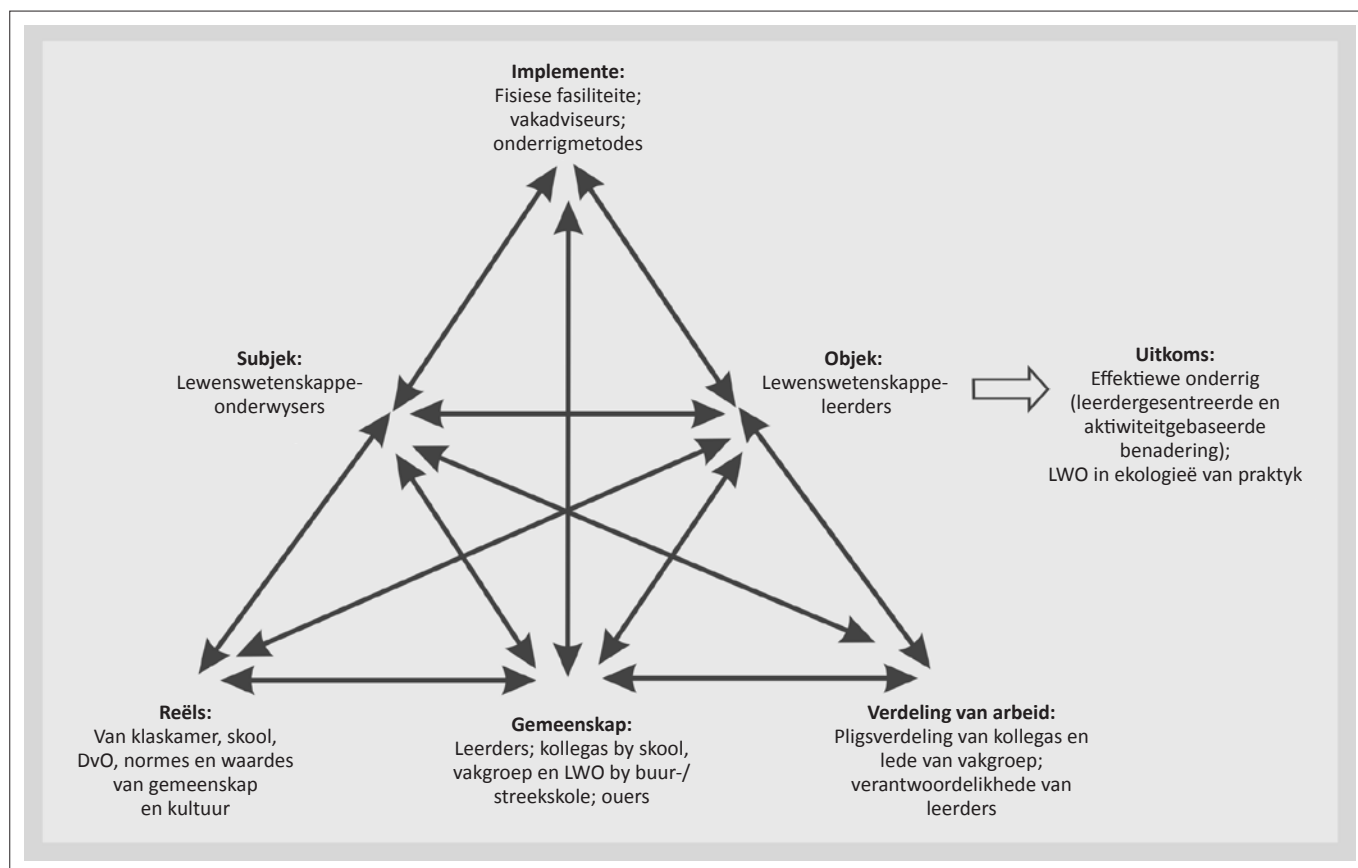 Implemente:
Fisiese fasiliteite;
vakadviseurs;
onderrigmetodes
Subjek:
Lewenswetenskappe-
onderwysers
Objek:
Lewenswetenskappe-
leerders
Uitkoms:
Effektiewe onderrig
(leerdergesentreerde en
aktiwiteitgebaseerde
benadering);
LWO in ekologieë van praktyk
Reëls:
Van klaskamer, skool,
DvO, normes en waardes
van gemeenskap
en kultuur
Gemeenskap:
Leerders; kollegas by skool,
vakgroep en LWO by buur-/
streekskole; ouers
Verdeling van arbeid:
Pligsverdeling van kollegas en
lede van vakgroep;
verantwoordelikhede van
leerders